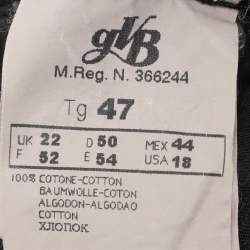 gVB
M.Reg. N. 366244
Tg 47
UK 22 D 50 MEX 44
F 52 E 54 USA 18
100% COTONE-COTTON
BAUMWOLLE-COTON
ALGODON-ALGODAO
COTTON
ХЛОПОК